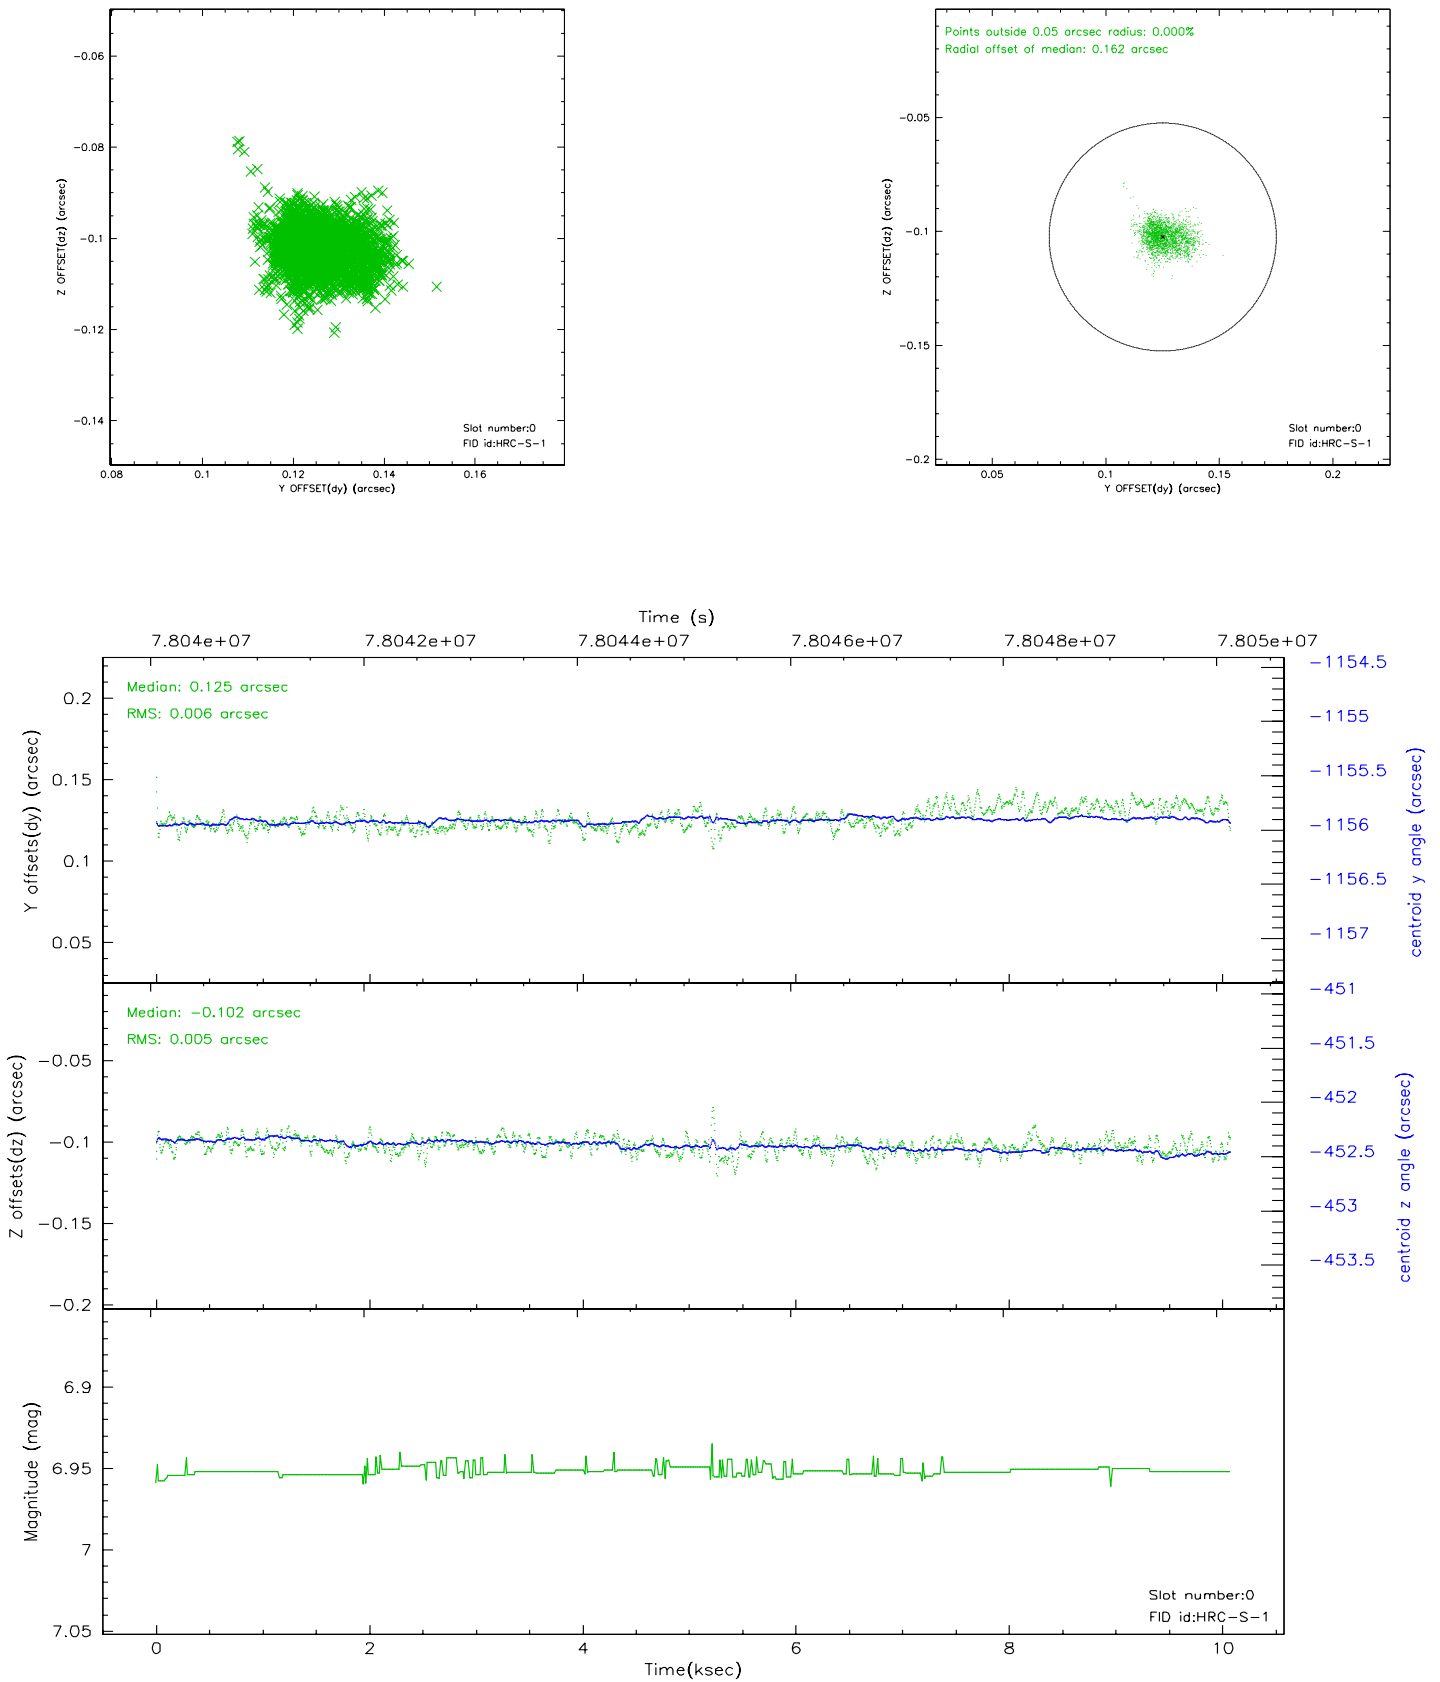 −0.06
−0.08
−0.1
−0.12
−0.14
Z OFFSET(dz) (arcsec)
Slot number:0
FID id:HRC−S−1
0.08 0.1 0.12 0.14 0.16
Y OFFSET(dy) (arcsec)
Points outside 0.05 arcsec radius: 0.000%
Radial offset of median: 0.162 arcsec
−0.05
−0.1
−0.15
−0.2
Z OFFSET(dz) (arcsec)
Slot number:0
FID id:HRC−S−1
0.05 0.1 0.15 0.2
Y OFFSET(dy) (arcsec)
Time (s)
7.804e+07 7.8042e+07 7.8044e+07 7.8046e+07 7.8048e+07 7.805e+07
Median: 0.125 arcsec
RMS: 0.006 arcsec
0.2
0.15
0.1
0.05
Y offsets(dy) (arcsec)
−1154.5
−1155
−1155.5
−1156
−1156.5
−1157
centroid y angle (arcsec)
Median: −0.102 arcsec
RMS: 0.005 arcsec
−0.05
−0.1
−0.15
−0.2
Z offsets(dz) (arcsec)
−451
−451.5
−452
−452.5
−453
−453.5
centroid z angle (arcsec)
6.9
6.95
7
7.05
Magnitude (mag)
Slot number:0
FID id:HRC−S−1
0 2 4 6 8 10
Time(ksec)